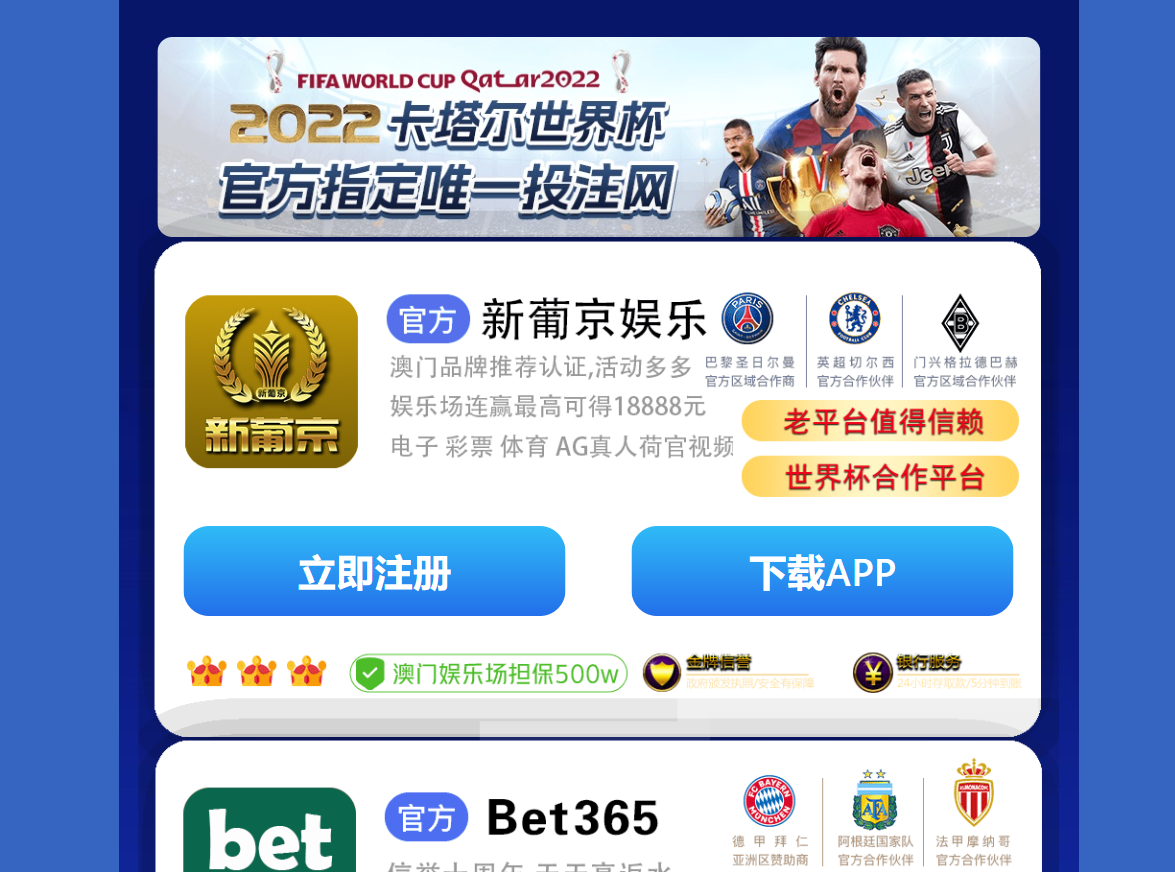 FIFA WORLD CUP Qatar2022
2022卡塔尔世界杯
官方指定唯一投注网
新葡京
新葡京
官方 新葡京娱乐
澳门品牌推荐认证,活动多多
娱乐场连赢最高可得18888元
电子 彩票 体育 AG真人荷官视频
PARIS
巴黎圣日尔曼
官方区域合作商
CHELSEA
FOOTBALL CLUB
英超切尔西
官方合作伙伴
B
门兴格拉德巴赫
官方区域合作伙伴
老平台值得信赖
世界杯合作平台
立即注册
下载APP
澳门娱乐场担保500w
金牌信誉
政府颁发执照/安全有保障
银行服务
24小时存取款/5分钟到账
Jeep
bet
官方 Bet365
信誉十周年 天天高返水
FC BAYERN
MÜNCHEN
德甲拜仁
亚洲区赞助商
AFA
阿根廷国家队
官方合作伙伴
AS MONACO FC
法甲摩纳哥
官方合作伙伴